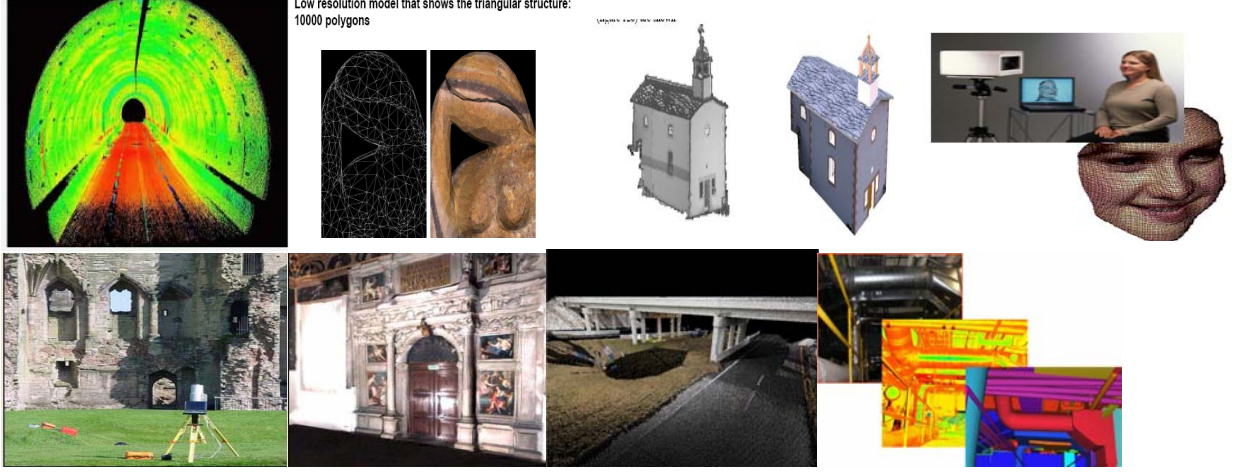 Low resolution model that shows the triangular structure:
10000 polygons